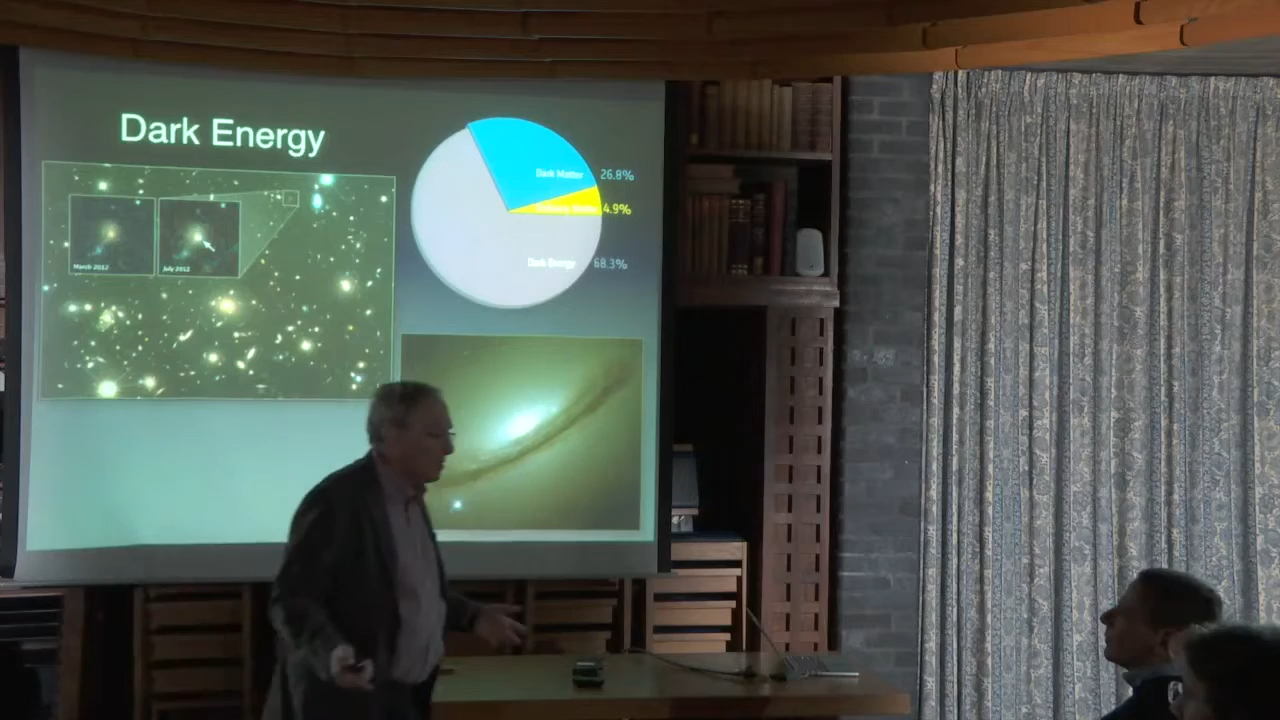 Dark Energy
March 2012
July 2012
Dark Matter 26.8%
4.9%
Dark Energy 68.3%